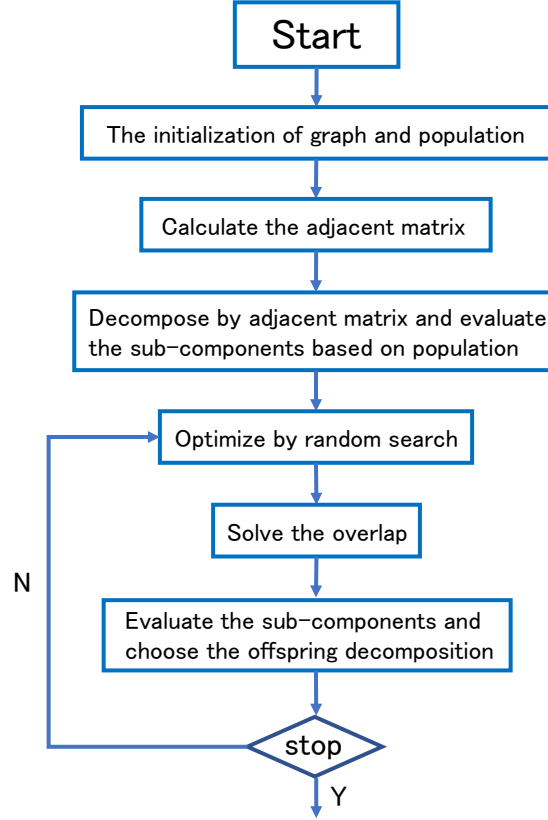 Start
The initialization of graph and population
Calculate the adjacent matrix
Decompose by adjacent matrix and evaluate
the sub-components based on population
Optimize by random search
Solve the overlap
N
Evaluate the sub-components and
choose the offspring decomposition
stop
Y